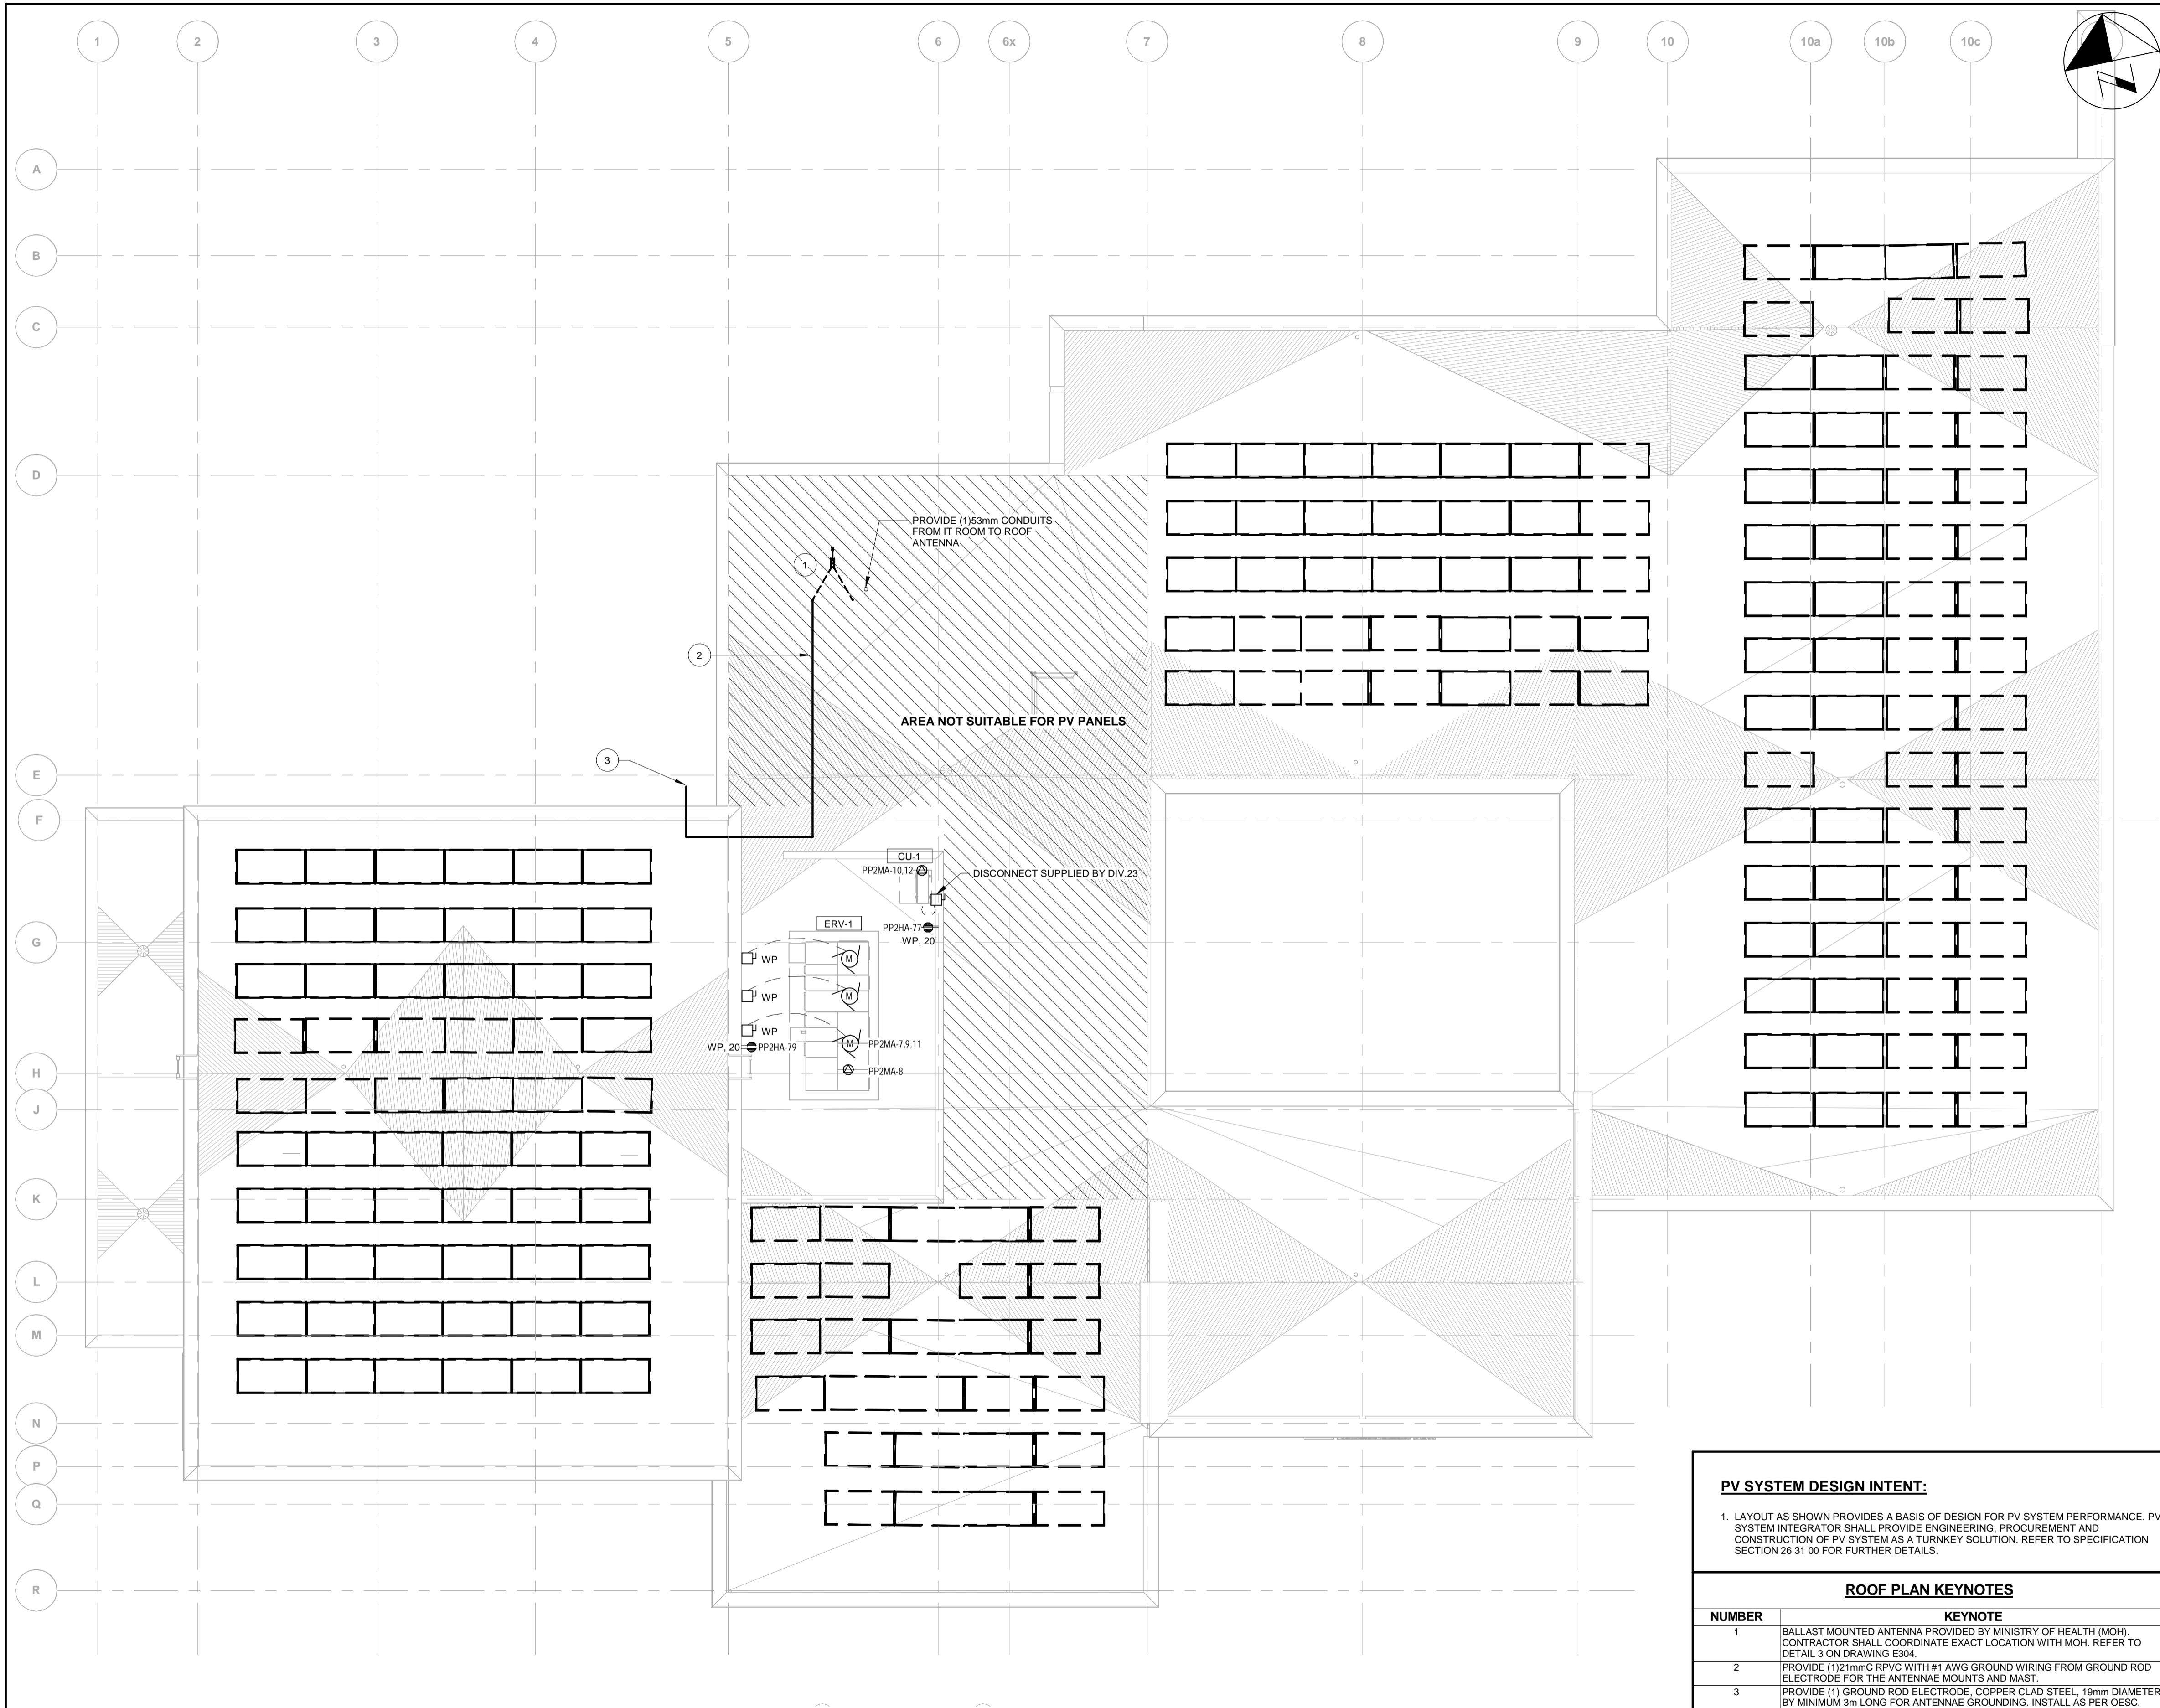 1
2
3
4
5
6
6x
7
8
9
10
10a
10b
10c
N
A
B
C
D
PROVIDE (1)53mm CONDUITS
FROM IT ROOM TO ROOF
ANTENNA
1
2
AREA NOT SUITABLE FOR PV PANELS
3
E
F
CU-1
PP2MA-10,12
DISCONNECT SUPPLIED BY DIV.23
ERV-1
PP2HA-77
WP, 20
G
WP
M
WP
M
WP
M
PP2MA-7,9,11
WP, 20
PP2HA-79
PP2MA-8
H
J
K
L
M
N
P
Q
R
PV SYSTEM DESIGN INTENT:
1. LAYOUT AS SHOWN PROVIDES A BASIS OF DESIGN FOR PV SYSTEM PERFORMANCE. PV
SYSTEM INTEGRATOR SHALL PROVIDE ENGINEERING, PROCUREMENT AND
CONSTRUCTION OF PV SYSTEM AS A TURNKEY SOLUTION. REFER TO SPECIFICATION
SECTION 26 31 00 FOR FURTHER DETAILS.
ROOF PLAN KEYNOTES
NUMBER KEYNOTE
1 BALLAST MOUNTED ANTENNA PROVIDED BY MINISTRY OF HEALTH (MOH).
CONTRACTOR SHALL COORDINATE EXACT LOCATION WITH MOH. REFER TO
DETAIL 3 ON DRAWING E304.
2 PROVIDE (1)21mmC RPVC WITH #1 AWG GROUND WIRING FROM GROUND ROD
ELECTRODE FOR THE ANTENNAE MOUNTS AND MAST.
3 PROVIDE (1) GROUND ROD ELECTRODE, COPPER CLAD STEEL, 19mm DIAMETER
BY MINIMUM 3m LONG FOR ANTENNAE GROUNDING. INSTALL AS PER OESC.